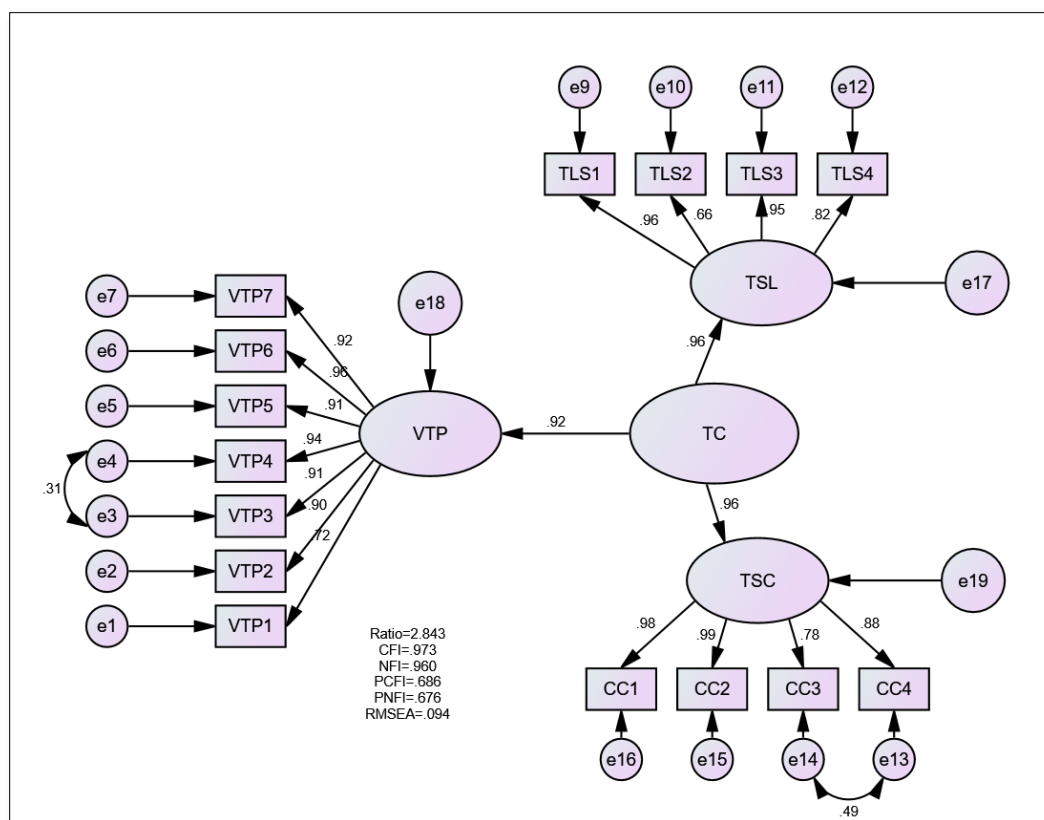 e9 e10 e11 e12
TLS1 TLS2 TLS3 TLS4
.96 .66 .95 .82
TSL e17
e7 VTP7 e18
.92
e6 VTP6 .96 .96
e5 VTP5 .91
e4 VTP4 .94 VTP .92 TC
.31 .91
e3 VTP3 .90 .96
e2 VTP2 .72
TSC e19
e1 VTP1
Ratio=2.843
CFI=.973
NFI=.960
PCFI=.686
PNFI=.676
RMSEA=.094
.98 .99 .78 .88
CC1 CC2 CC3 CC4
e16 e15 e14 e13
.49